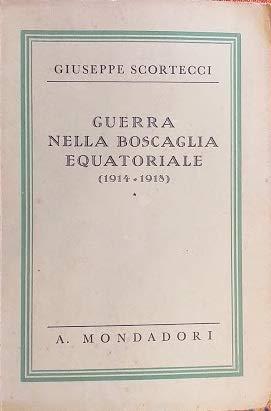 GIUSEPPE SCORTECCI
GUERRA
NELLA BOSCAGLIA
EQUATORIALE
(1914-1918)
A. MONDADORI